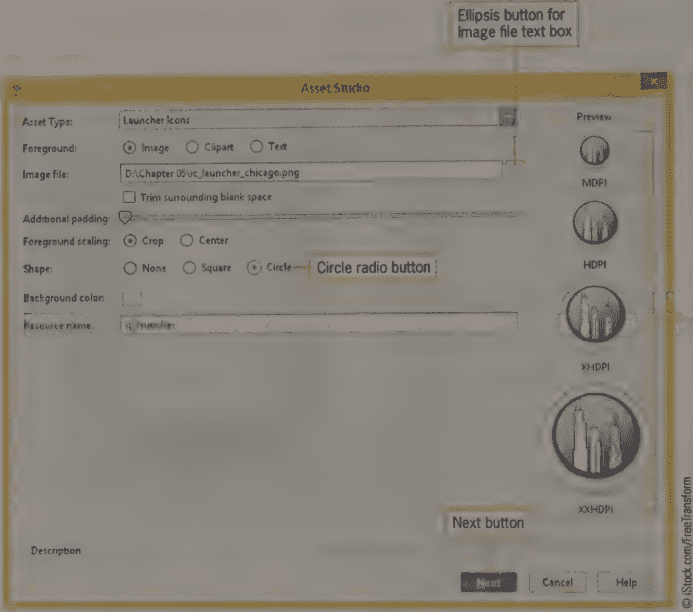 Ellipsis button for
Image file text box
Asset Studio
Asset Type: Launcher Icons
Preview
Foreground: Image Clipart Text
Image file: D:\Chapter 05\ic_launcher_chicago.png
MDPI
Trim surrounding blank space
Additional padding:
Foreground scaling: Crop Center
HDPI
Shape: None Square Circle Circle radio button
Background color:
Resource name:
XHDPI
XXHDPI
Next button
Description
Next Cancel Help
© iStock.com/FreeTransform